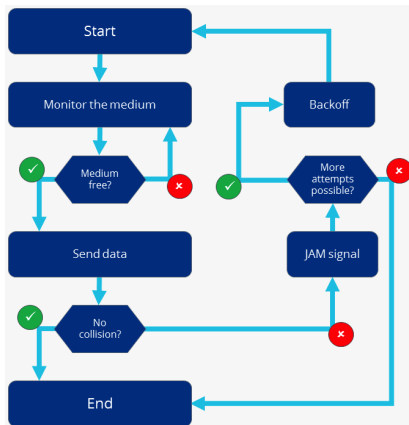 Start
Monitor the medium
Backoff
Medium
free?
More
attempts
possible?
Send data
JAM signal
No
collision?
End